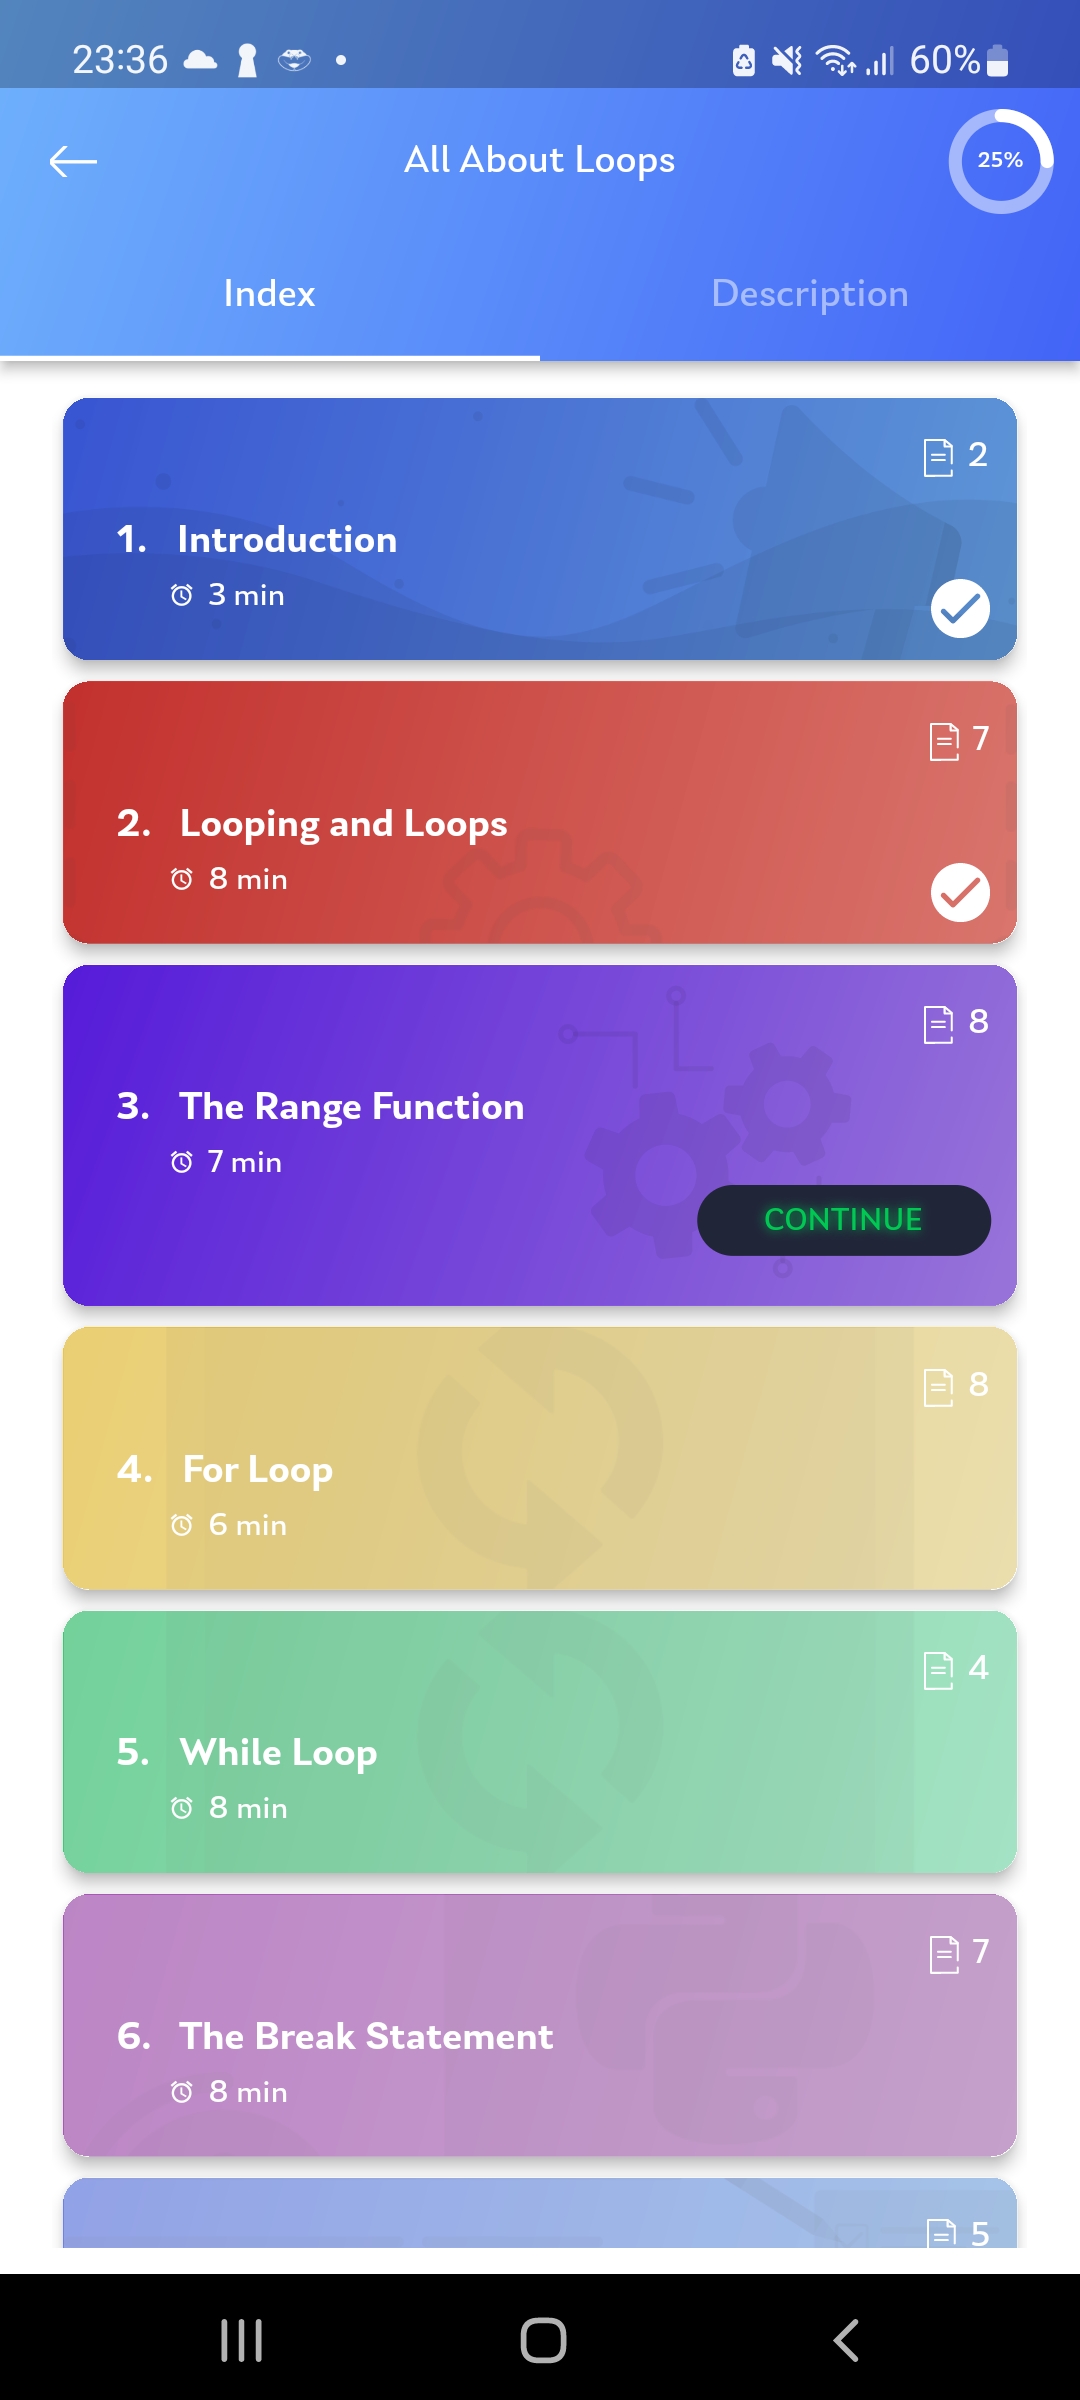 23:36
60%
All About Loops
25%
Index
Description
2
1. Introduction
3 min
7
2. Looping and Loops
8 min
8
3. The Range Function
7 min
CONTINUE
8
4. For Loop
6 min
4
5. While Loop
8 min
7
6. The Break Statement
8 min
5